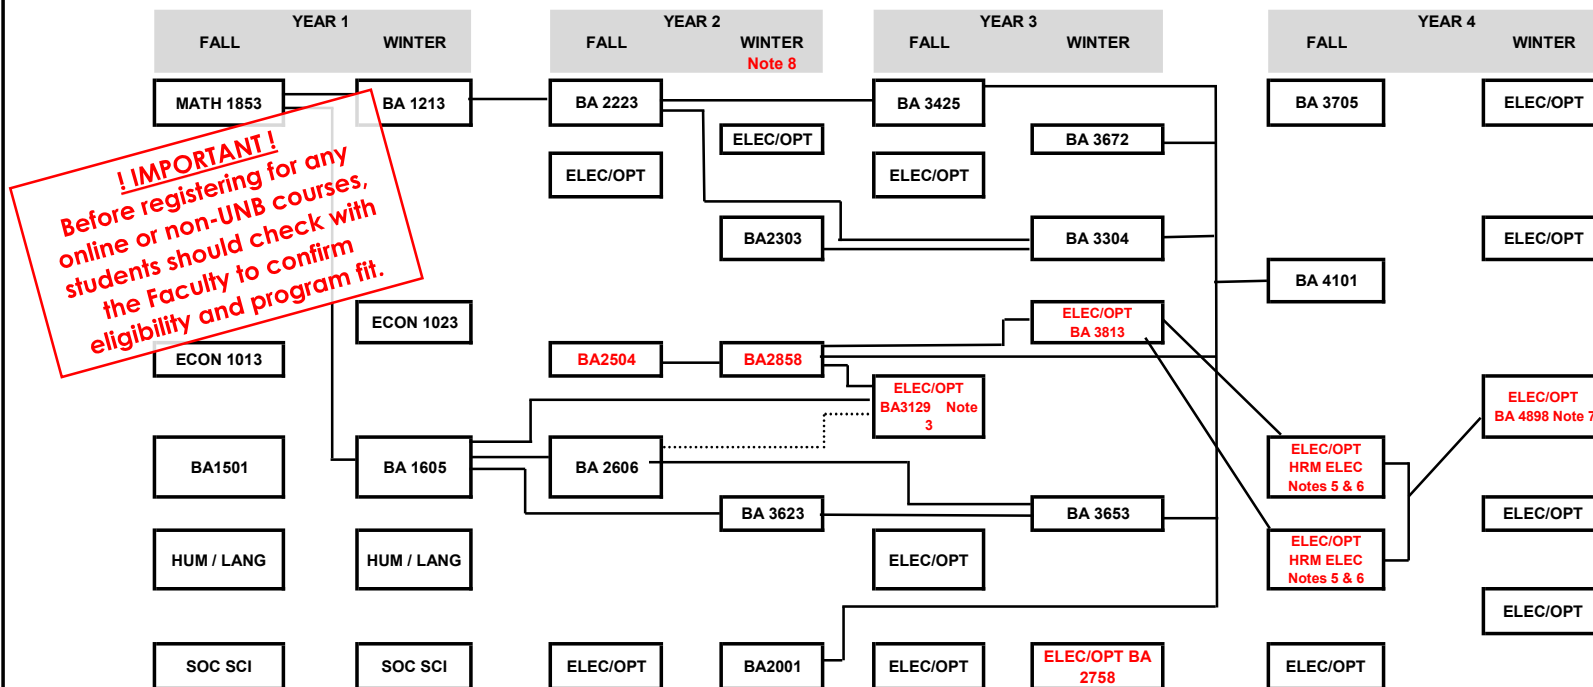 YEAR 1
YEAR 2
YEAR 3
YEAR 4
FALL
WINTER
FALL
WINTER
FALL
WINTER
FALL
WINTER
Note 8
MATH 1853
BA 1213
BA 2223
BA 3425
BA 3705
ELEC/OPT
ELEC/OPT
BA 3672
! IMPORTANT !
Before registering for any
online or non-UNB courses,
students should check with
the Faculty to confirm
eligibility and program fit.
ELEC/OPT
ELEC/OPT
BA2303
BA 3304
ELEC/OPT
BA 4101
ECON 1023
ELEC/OPT
BA 3813
ECON 1013
BA2504
BA2858
ELEC/OPT
BA3129 Note
3
ELEC/OPT
BA 4898 Note 7
BA1501
BA 1605
BA 2606
ELEC/OPT
HRM ELEC
Notes 5 & 6
BA 3623
BA 3653
ELEC/OPT
HUM / LANG
HUM / LANG
ELEC/OPT
ELEC/OPT
HRM ELEC
Notes 5 & 6
ELEC/OPT
SOC SCI
SOC SCI
ELEC/OPT
BA2001
ELEC/OPT
ELEC/OPT BA
2758
ELEC/OPT